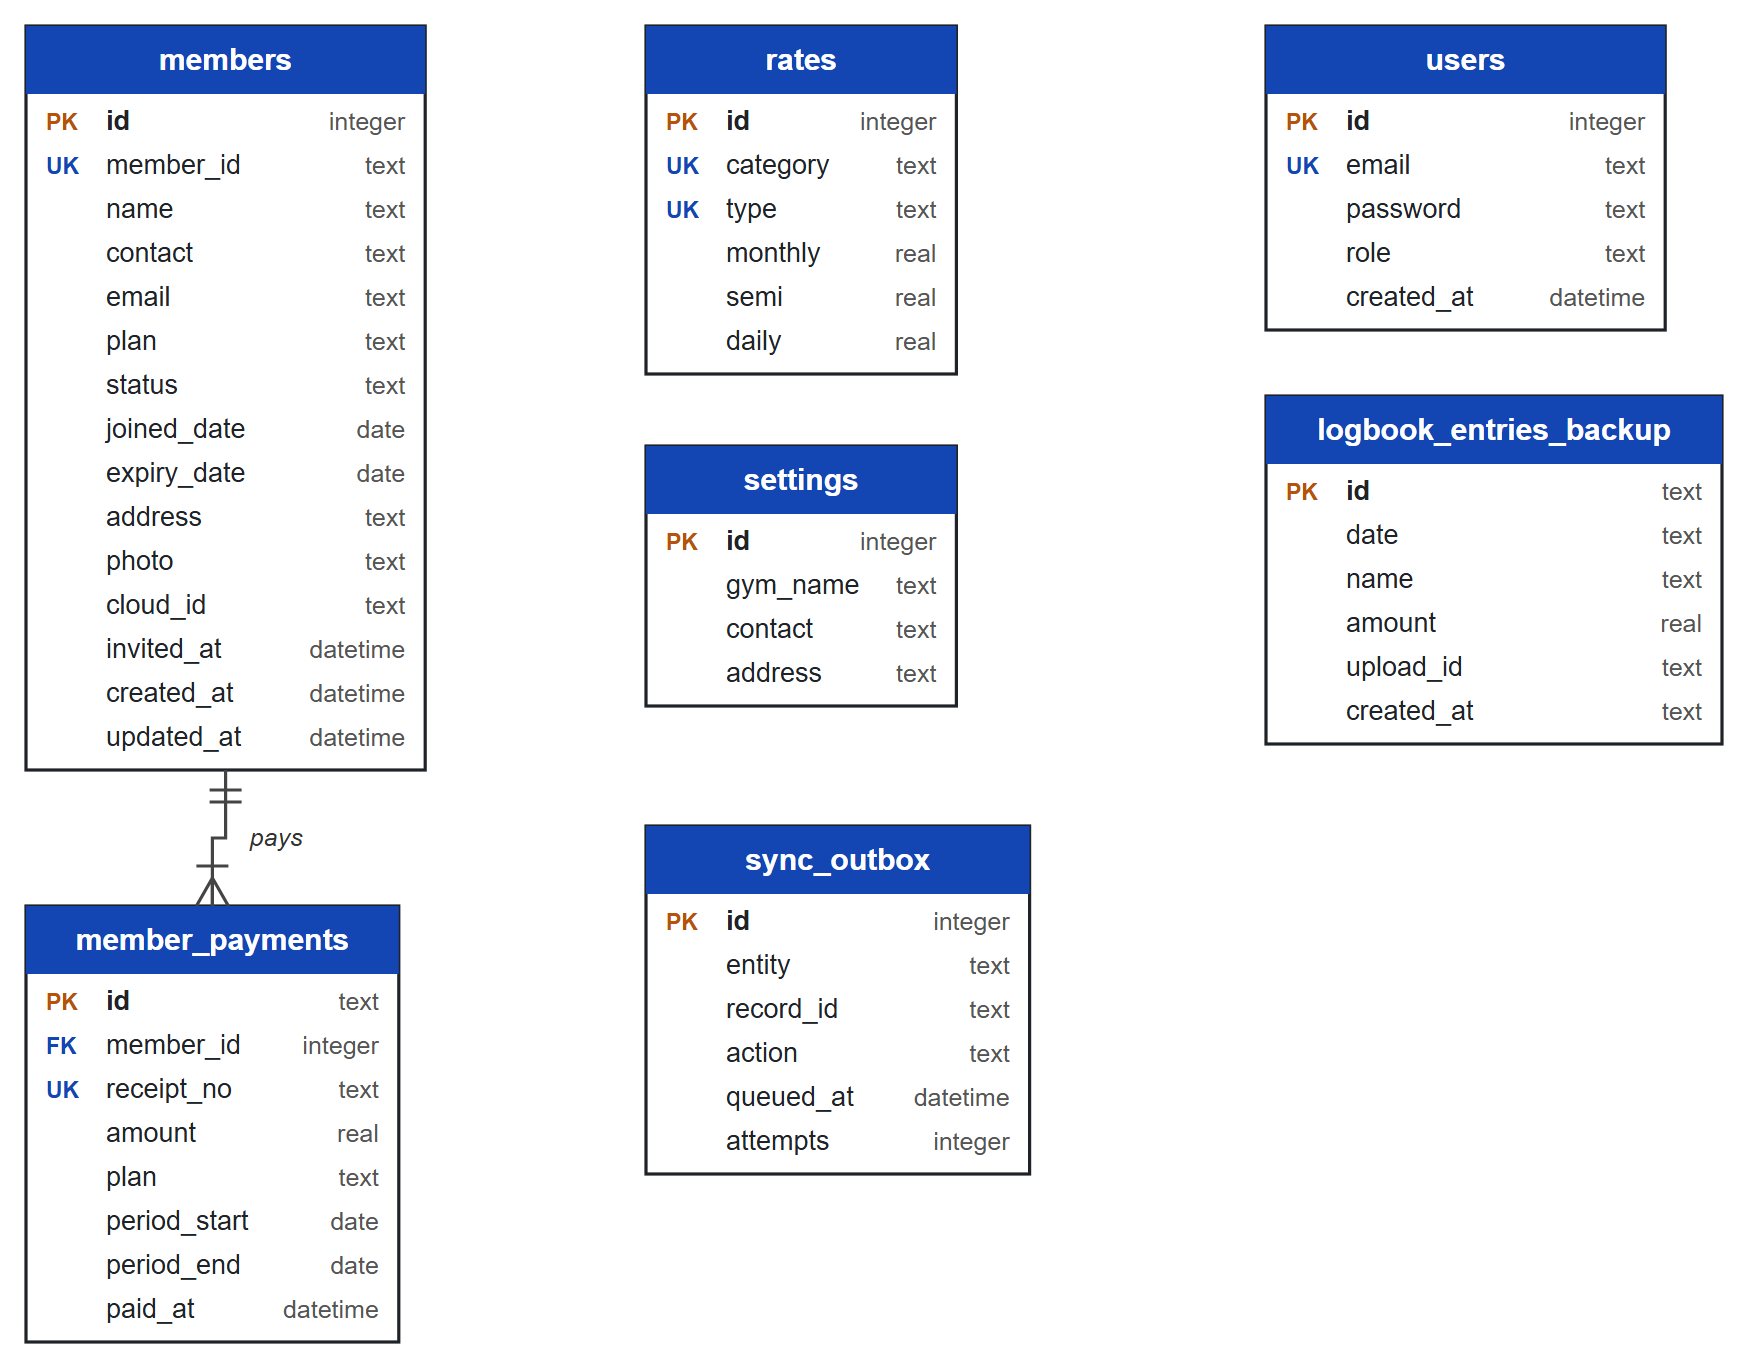 members
PK id integer
UK member_id text
name text
contact text
email text
plan text
status text
joined_date date
expiry_date date
address text
photo text
cloud_id text
invited_at datetime
created_at datetime
updated_at datetime
pays
member_payments
PK id text
FK member_id integer
UK receipt_no text
amount real
plan text
period_start date
period_end date
paid_at datetime
rates
PK id integer
UK category text
UK type text
monthly real
semi real
daily real
settings
PK id integer
gym_name text
contact text
address text
sync_outbox
PK id integer
entity text
record_id text
action text
queued_at datetime
attempts integer
users
PK id integer
UK email text
password text
role text
created_at datetime
logbook_entries_backup
PK id text
date text
name text
amount real
upload_id text
created_at text